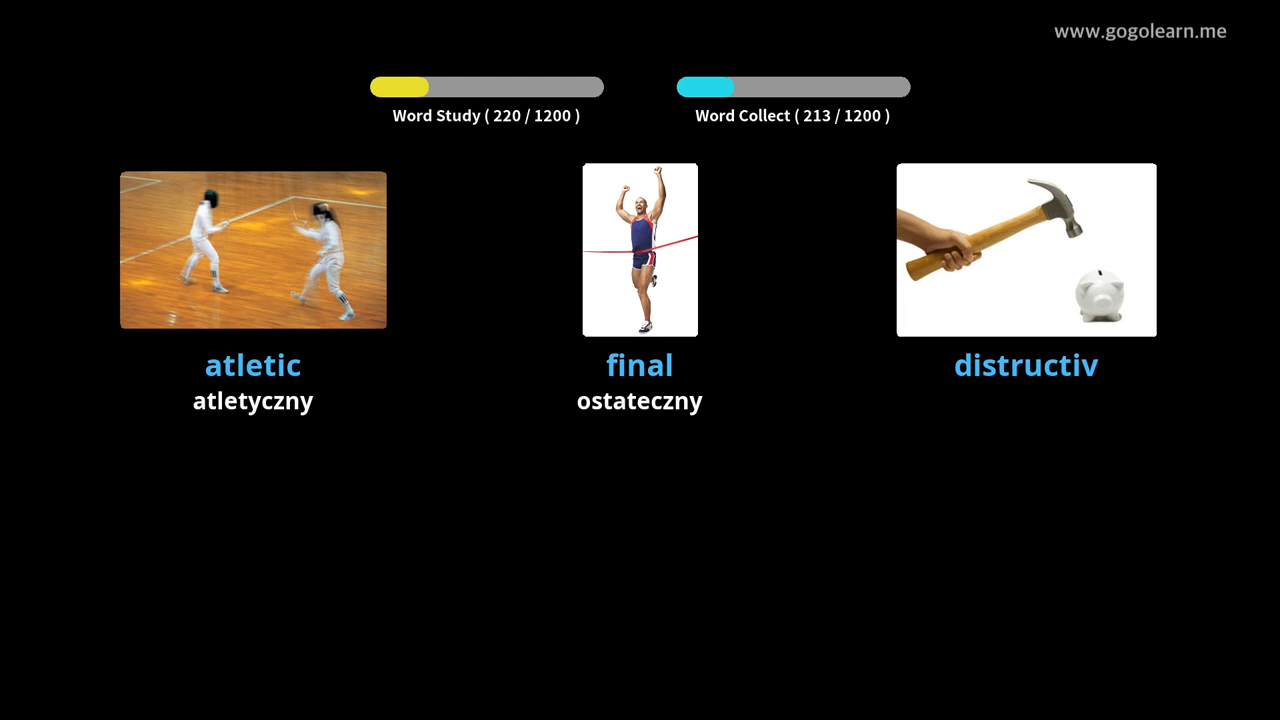 www.gogolearn.me
Word Study ( 220 / 1200 )
Word Collect ( 213 / 1200 )
atletic
final
distructiv
atletyczny
ostateczny